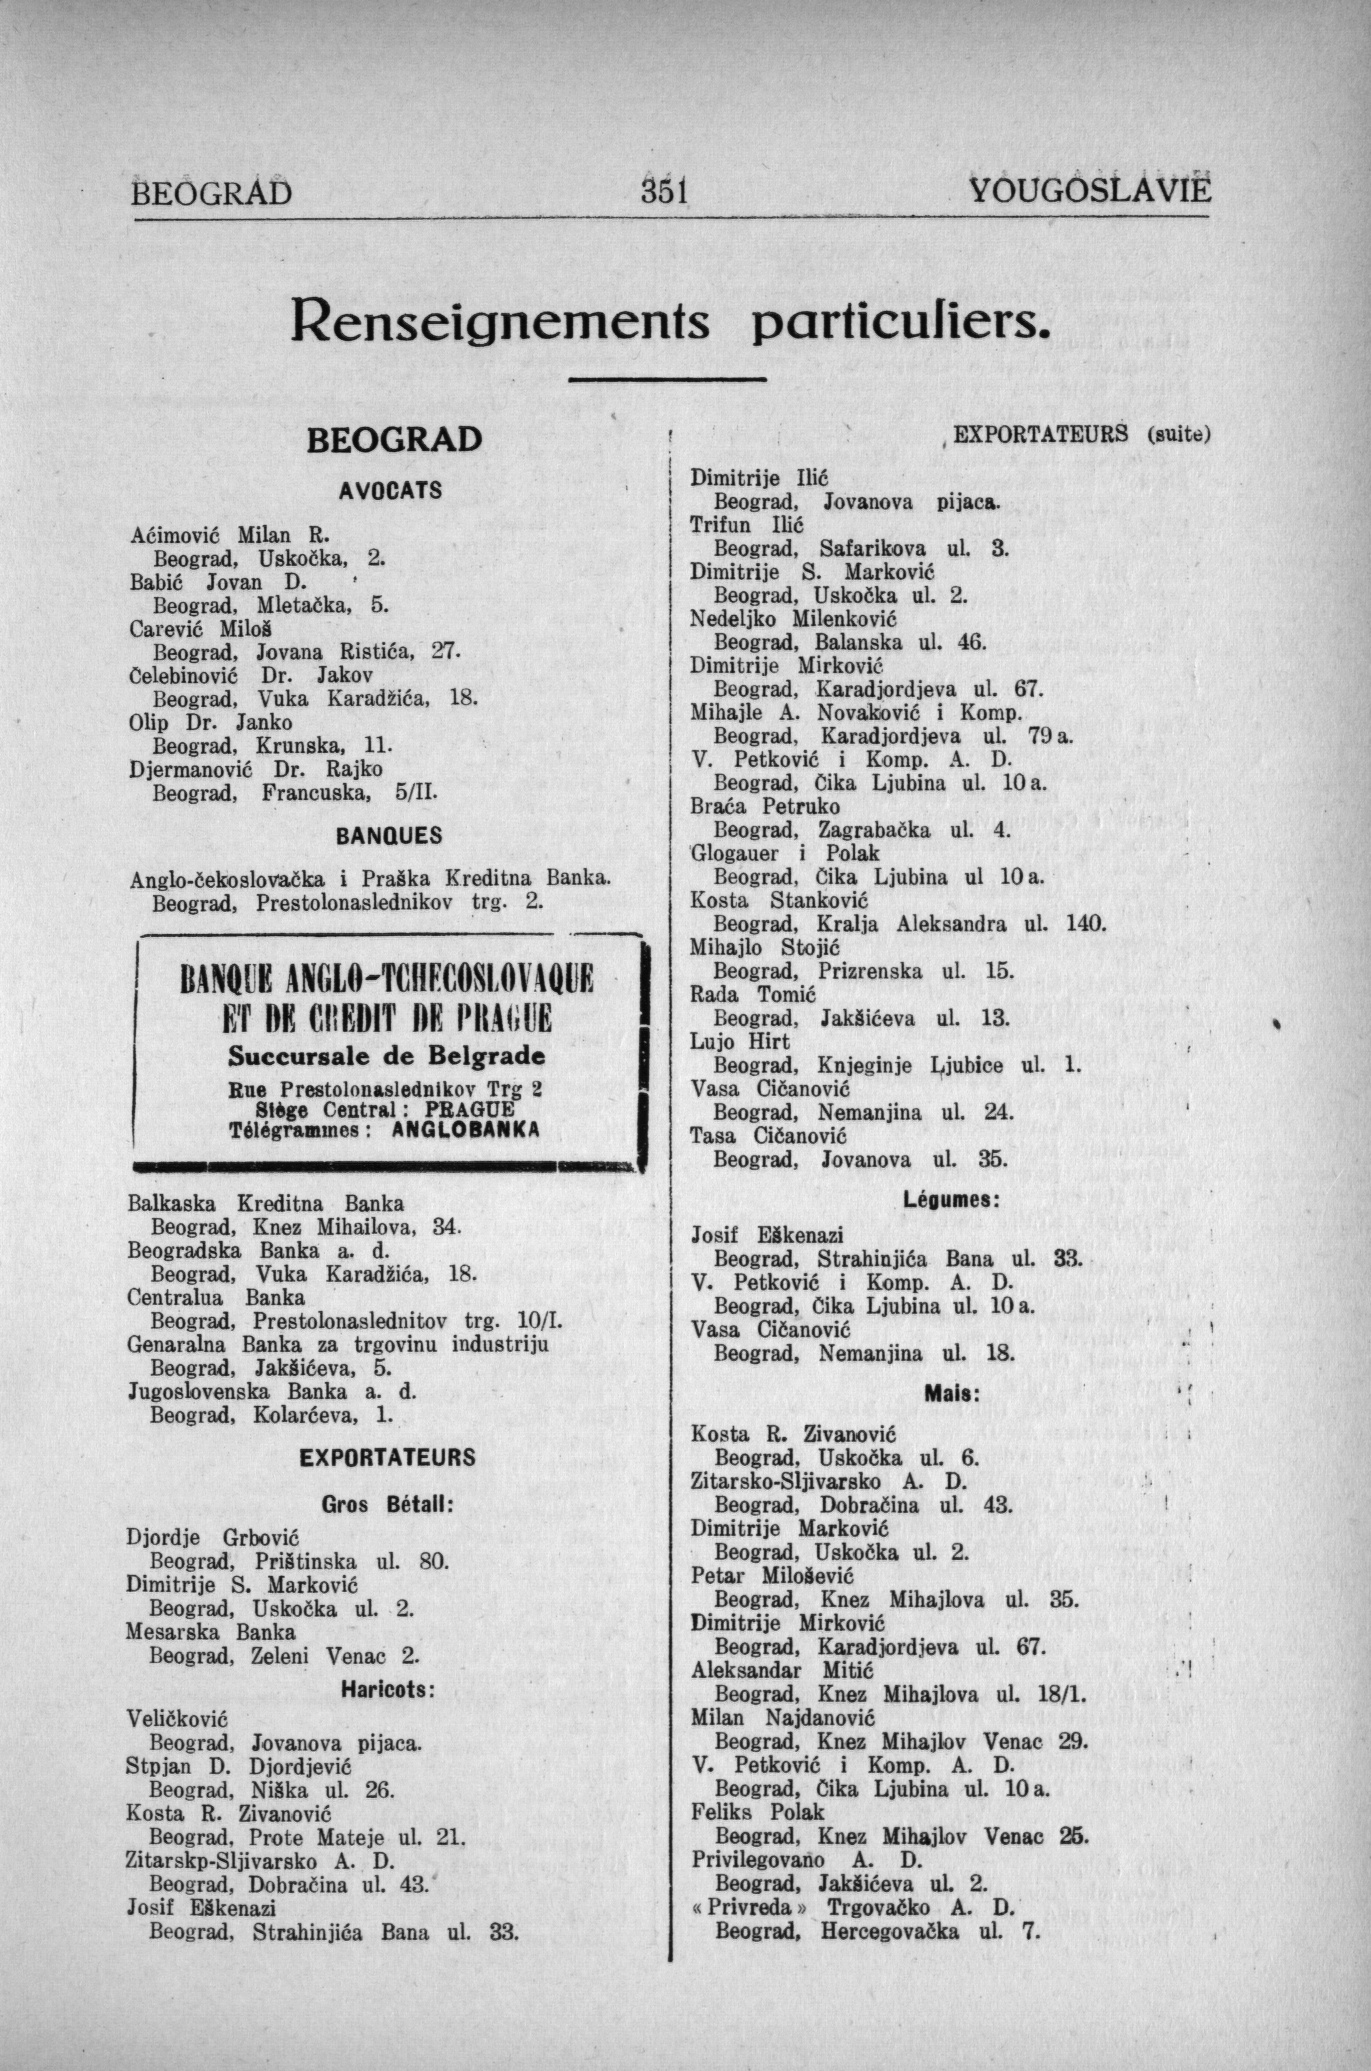 BEOGRAD 351 YOUGOSLAVIE
Renseignements particuliers.
BEOGRAD
AVOCATS
Aćimović Milan R.
Beograd, Uskočka, 2.
Babić Jovan D.
Beograd, Mletačka, 5.
Carević Miloš
Beograd, Jovana Ristića, 27.
Čelebinović Dr. Jakov
Beograd, Vuka Karadžića, 18.
Olip Dr. Janko
Beograd, Krunska, 11.
Djermanović Dr. Rajko
Beograd, Francuska, 5/II.
BANQUES
Anglo-čekoslovačka i Praška Kreditna Banka.
Beograd, Prestolonaslednikov trg. 2.
BANQUE ANGLO-TCHECOSLOVAQUE
ET DE CREDIT DE PRAGUE
Succursale de Belgrade
Rue Prestolonaslednikov Trg 2
Siège Central : PRAGUE
Télégrammes : ANGLOBANKA
Balkaska Kreditna Banka
Beograd, Knez Mihailova, 34.
Beogradska Banka a. d.
Beograd, Vuka Karadžića, 18.
Centralua Banka
Beograd, Prestolonaslednitov trg. 10/I.
Genaralna Banka za trgovinu industriju
Beograd, Jakšićeva, 5.
Jugoslovenska Banka a. d.
Beograd, Kolarćeva, 1.
EXPORTATEURS
Gros Bétail:
Djordje Grbović
Beograd, Prištinska ul. 80.
Dimitrije S. Marković
Beograd, Uskočka ul. 2.
Mesarska Banka
Beograd, Zeleni Venac 2.
Haricots:
Veličković
Beograd, Jovanova pijaca.
Stpjan D. Djordjević
Beograd, Niška ul. 26.
Kosta R. Zivanović
Beograd, Prote Mateje ul. 21.
Zitarskp-Sljivarsko A. D.
Beograd, Dobračina ul. 43.
Josif Eškenazi
Beograd, Strahinjića Bana ul. 33.
EXPORTATEURS (suite)
Dimitrije Ilić
Beograd, Jovanova pijaca.
Trifun Ilić
Beograd, Safarikova ul. 3.
Dimitrije S. Marković
Beograd, Uskočka ul. 2.
Nedeljko Milenković
Beograd, Balanska ul. 46.
Dimitrije Mirković
Beograd, Karadjordjeva ul. 67.
Mihajle A. Novaković i Komp.
Beograd, Karadjordjeva ul. 79 a.
V. Petković i Komp. A. D.
Beograd, Čika Ljubina ul. 10 a.
Braća Petruko
Beograd, Zagrabačka ul. 4.
Glogauer i Polak
Beograd, Čika Ljubina ul 10 a.
Kosta Stanković
Beograd, Kralja Aleksandra ul. 140.
Mihajlo Stojić
Beograd, Prizrenska ul. 15.
Rada Tomić
Beograd, Jakšićeva ul. 13.
Lujo Hirt
Beograd, Knjeginje Ljubice ul. 1.
Vasa Cičanović
Beograd, Nemanjina ul. 24.
Tasa Cičanović
Beograd, Jovanova ul. 35.
Légumes:
Josif Eškenazi
Beograd, Strahinjića Bana ul. 33.
V. Petković i Komp. A. D.
Beograd, Čika Ljubina ul. 10 a.
Vasa Cičanović
Beograd, Nemanjina ul. 18.
Mais:
Kosta R. Zivanović
Beograd, Uskočka ul. 6.
Zitarsko-Sljivarsko A. D.
Beograd, Dobračina ul. 43.
Dimitrije Marković
Beograd, Uskočka ul. 2.
Petar Milošević
Beograd, Knez Mihajlova ul. 35.
Dimitrije Mirković
Beograd, Karadjordjeva ul. 67.
Aleksandar Mitić
Beograd, Knez Mihajlova ul. 18/1.
Milan Najdanović
Beograd, Knez Mihajlov Venac 29.
V. Petković i Komp. A. D.
Beograd, Čika Ljubina ul. 10 a.
Feliks Polak
Beograd, Knez Mihajlov Venac 25.
Privilegovano A. D.
Beograd, Jakšićeva ul. 2.
« Privreda » Trgovačko A. D.
Beograd, Hercegovačka ul. 7.